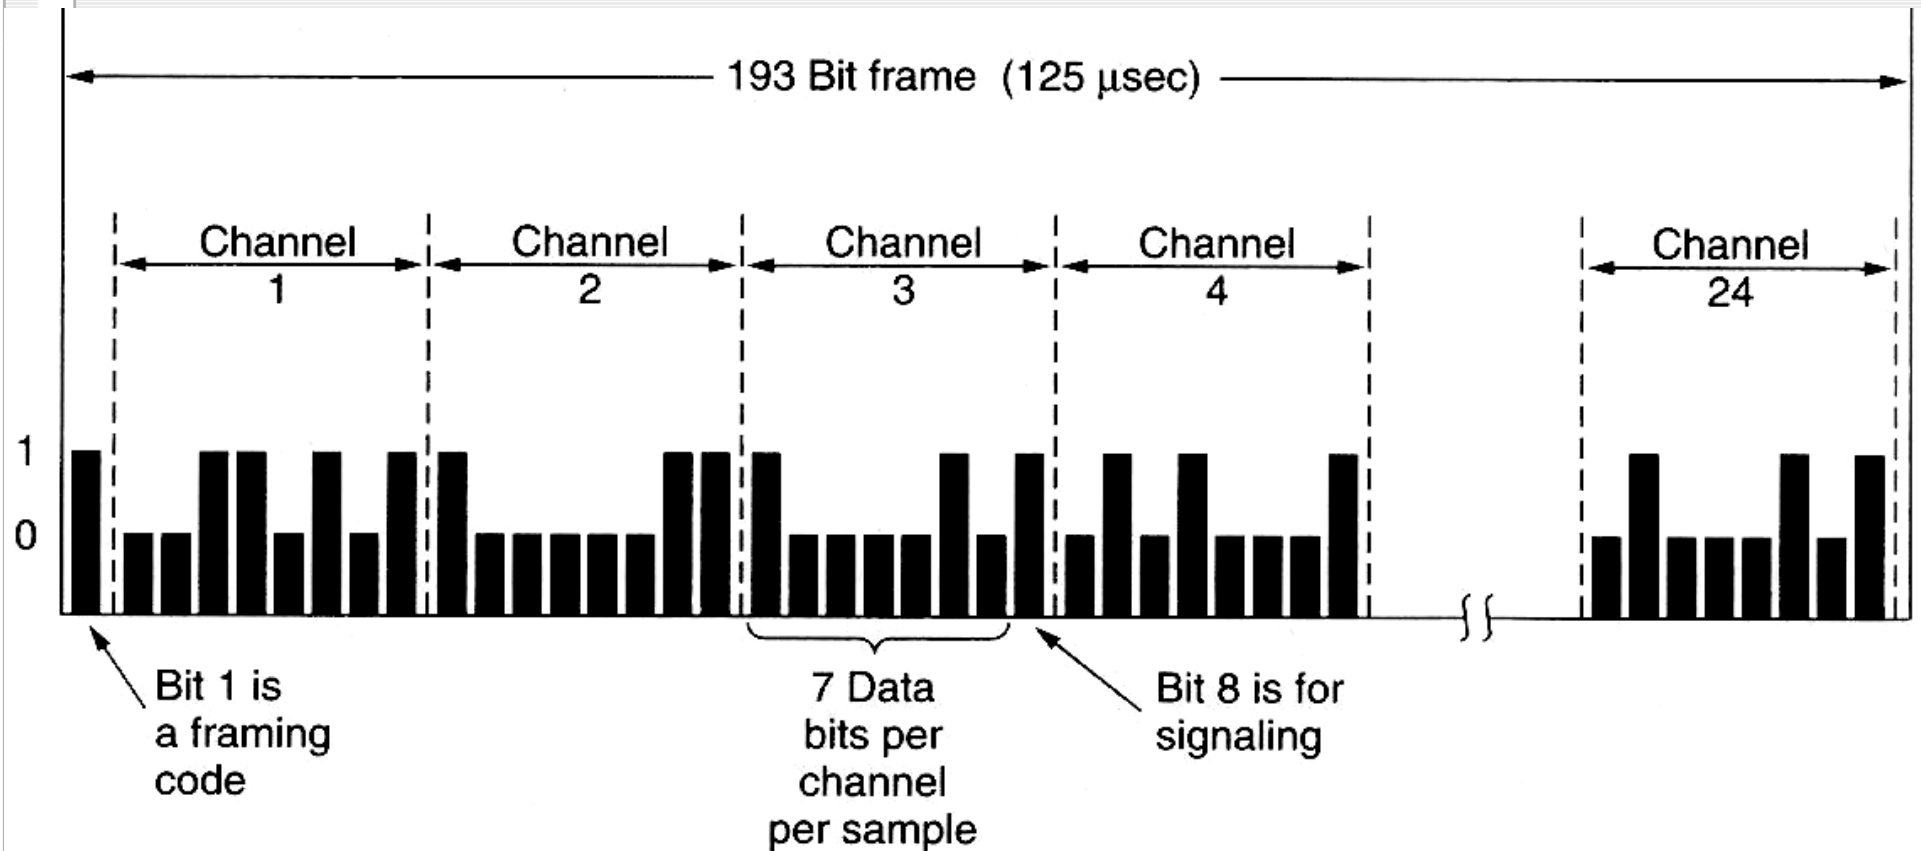 193 Bit frame (125 μsec)
Channel
1
Channel
2
Channel
3
Channel
4
Channel
24
1
0
Bit 1 is
a framing
code
7 Data
bits per
channel
per sample
Bit 8 is for
signaling